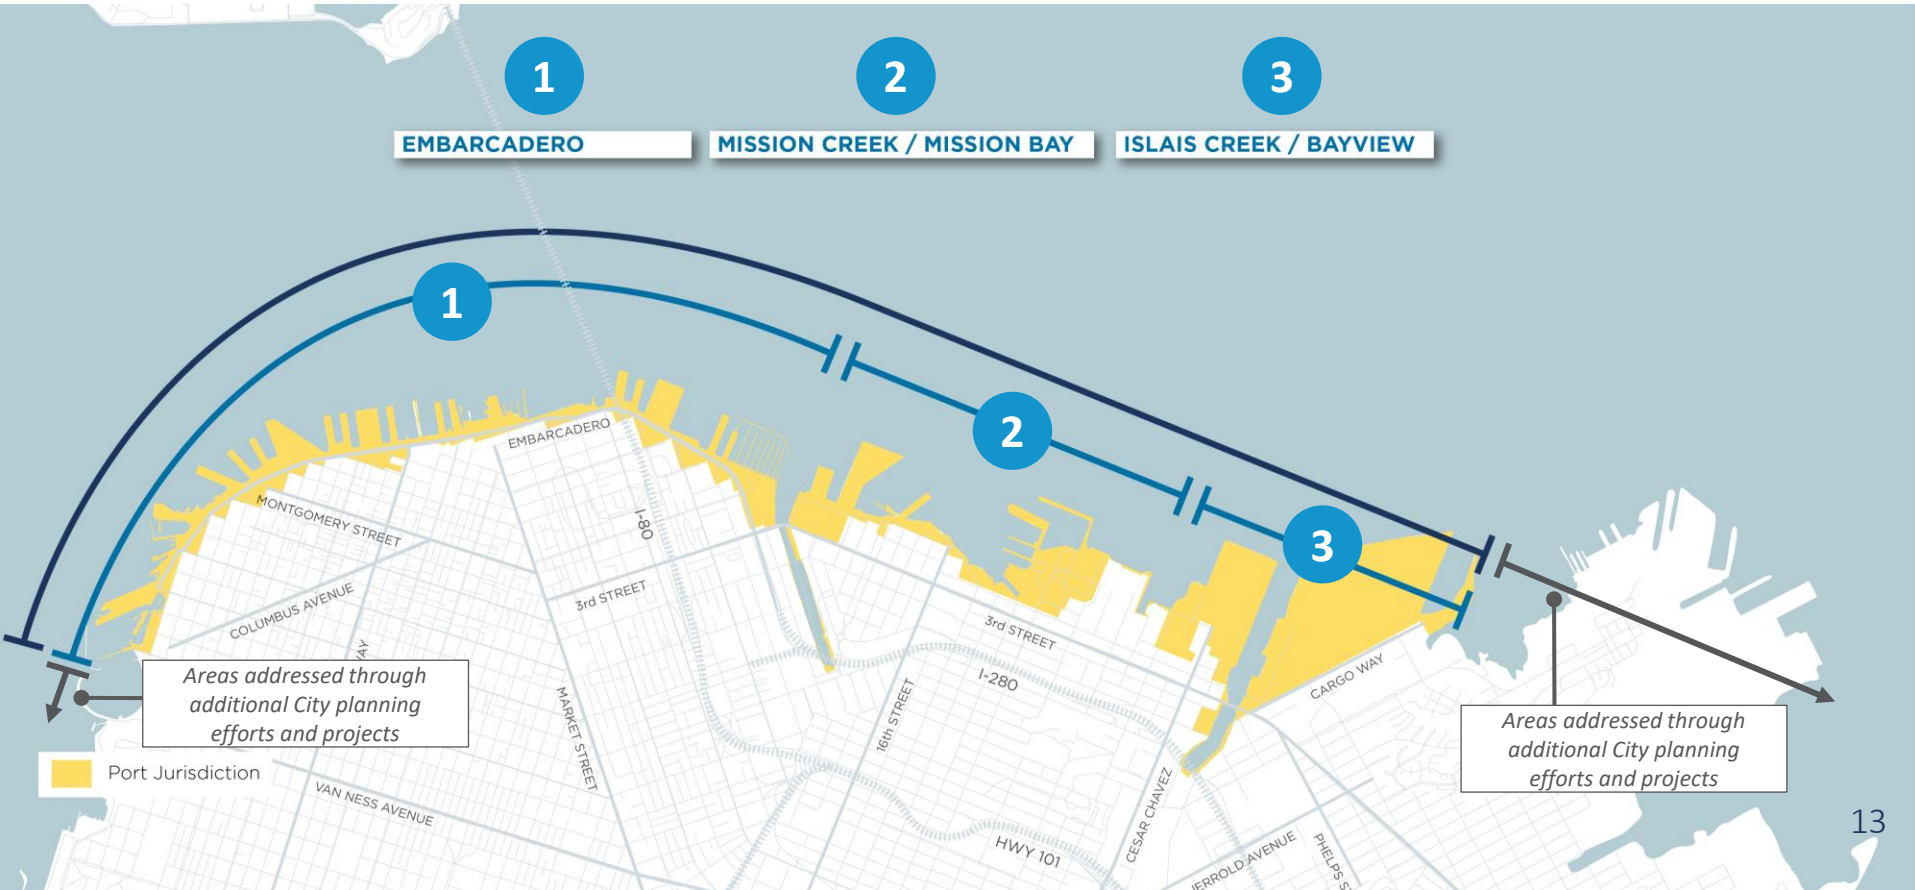 1
2
3
EMBARCADERO
MISSION CREEK / MISSION BAY
ISLAIS CREEK / BAYVIEW
1
2
3
EMBARCADERO
MONTGOMERY STREET
I-80
COLUMBUS AVENUE
3rd STREET
3rd STREET
I-280
CARGO WAY
MARKET STREET
16th STREET
Areas addressed through
additional City planning
efforts and projects
Areas addressed through
additional City planning
efforts and projects
Port Jurisdiction
VAN NESS AVENUE
CESAR CHAVEZ
HWY 101
JERROLD AVENUE
PHELPS
13